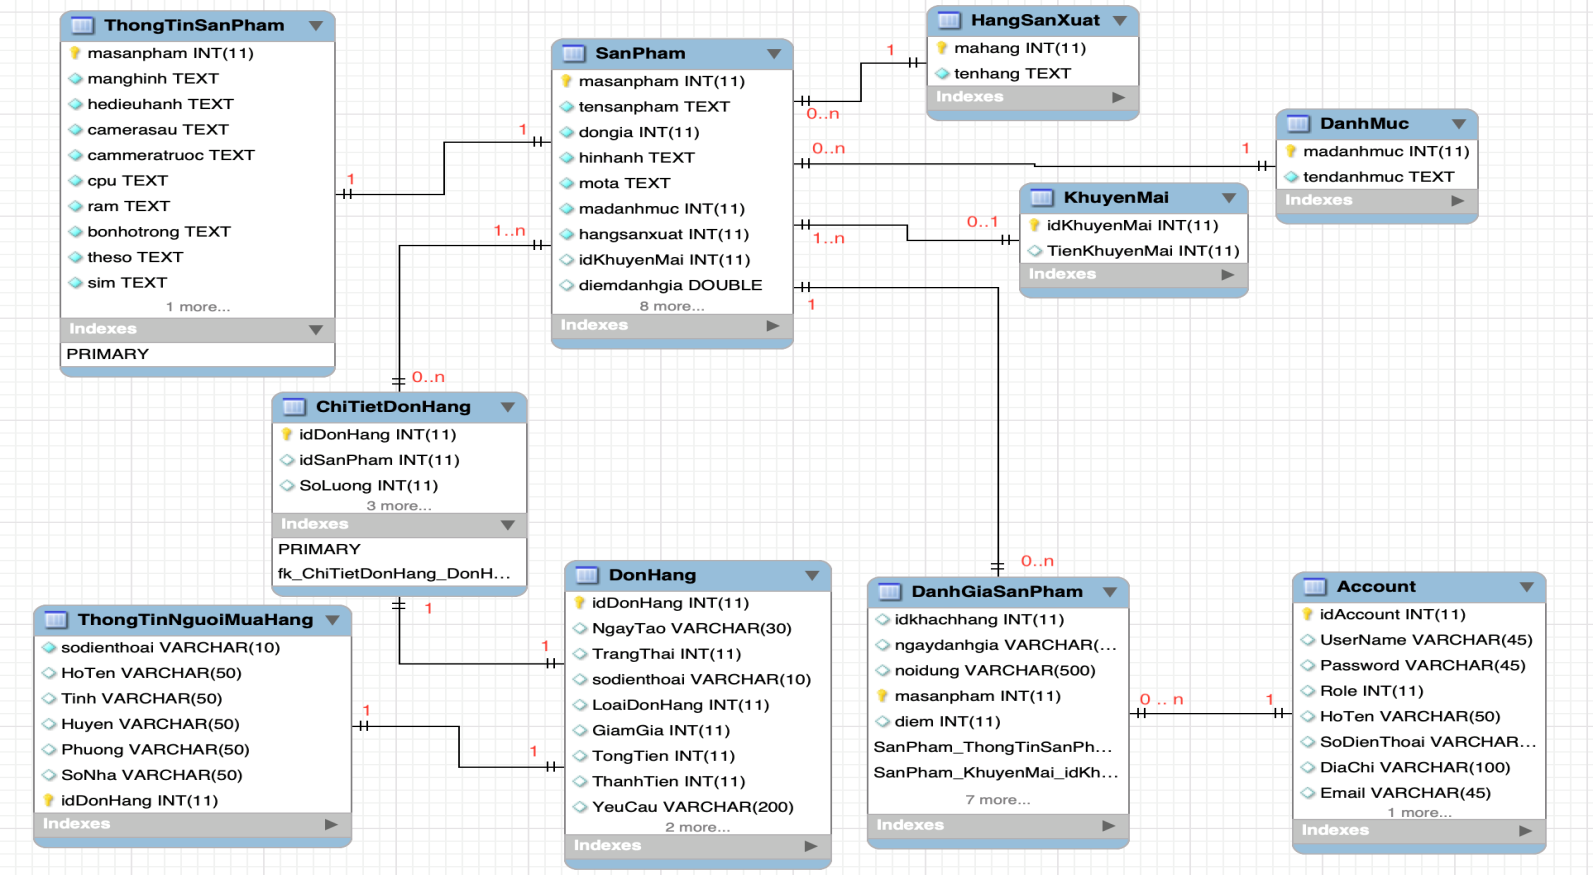 ThongTinSanPham
masanpham INT(11)
manghinh TEXT
hedieuhanh TEXT
camerasau TEXT
cammeratruoc TEXT
cpu TEXT
ram TEXT
bonhotrong TEXT
theso TEXT
sim TEXT
1 more...
Indexes
PRIMARY
1
1
SanPham
masanpham INT(11)
tensanpham TEXT
dongia INT(11)
hinhanh TEXT
mota TEXT
madanhmuc INT(11)
hangsanxuat INT(11)
idKhuyenMai INT(11)
diemdanhgia DOUBLE
8 more...
Indexes
1
0..n
HangSanXuat
mahang INT(11)
tenhang TEXT
Indexes
0..n
1
DanhMuc
madanhmuc INT(11)
tendanhmuc TEXT
Indexes
1..n
0..1
KhuyenMai
idKhuyenMai INT(11)
TienKhuyenMai INT(11)
Indexes
1..n
0..n
1
0..n
ChiTietDonHang
idDonHang INT(11)
idSanPham INT(11)
SoLuong INT(11)
3 more...
Indexes
PRIMARY
fk_ChiTietDonHang_DonH...
1
1
ThongTinNguoiMuaHang
sodienthoai VARCHAR(10)
HoTen VARCHAR(50)
Tinh VARCHAR(50)
Huyen VARCHAR(50)
Phuong VARCHAR(50)
SoNha VARCHAR(50)
idDonHang INT(11)
Indexes
1
1
DonHang
idDonHang INT(11)
NgayTao VARCHAR(30)
TrangThai INT(11)
sodienthoai VARCHAR(10)
LoaiDonHang INT(11)
GiamGia INT(11)
TongTien INT(11)
ThanhTien INT(11)
YeuCau VARCHAR(200)
2 more...
Indexes
DanhGiaSanPham
idkhachhang INT(11)
ngaydanhgia VARCHAR(...
noidung VARCHAR(500)
masanpham INT(11)
diem INT(11)
SanPham_ThongTinSanPh...
SanPham_KhuyenMai_idKh...
7 more...
Indexes
0 .. n
1
Account
idAccount INT(11)
UserName VARCHAR(45)
Password VARCHAR(45)
Role INT(11)
HoTen VARCHAR(50)
SoDienThoai VARCHAR...
DiaChi VARCHAR(100)
Email VARCHAR(45)
1 more...
Indexes